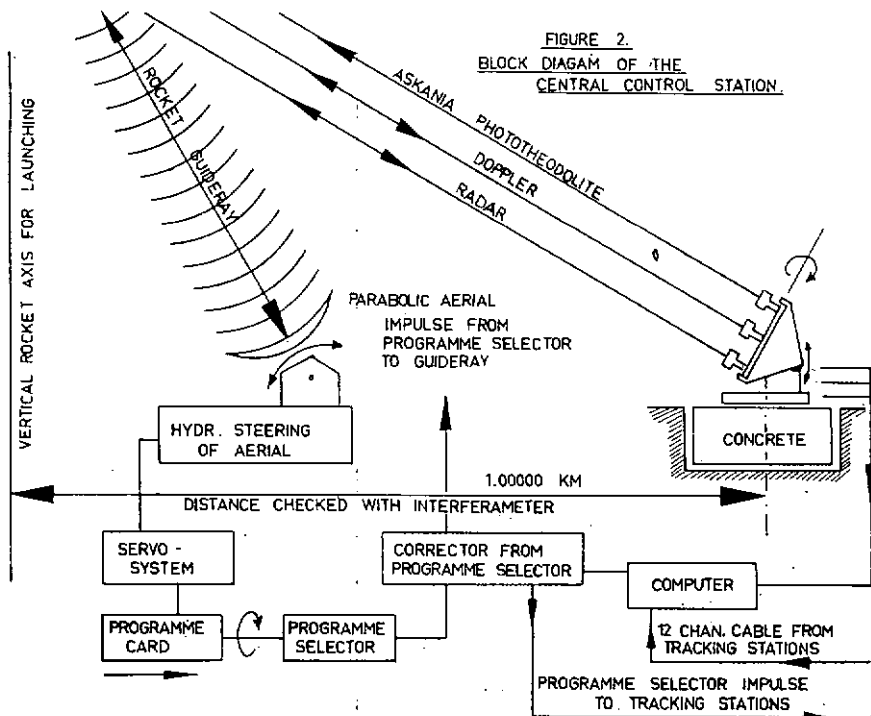 FIGURE 2.
BLOCK DIAGAM OF THE
CENTRAL CONTROL STATION.
VERTICAL ROCKET AXIS FOR LAUNCHING
ROCKET GUIDERAY
ASKANIA PHOTOTHEODOLITE
DOPPLER
RADAR
PARABOLIC AERIAL
IMPULSE FROM
PROGRAMME SELECTOR
TO GUIDERAY
HYDR. STEERING
OF AERIAL
CONCRETE
1.00000 KM
DISTANCE CHECKED WITH INTERFERAMETER
SERVO -
SYSTEM
CORRECTOR FROM
PROGRAMME SELECTOR
COMPUTER
PROGRAMME
CARD
PROGRAMME
SELECTOR
12 CHAN. CABLE FROM
TRACKING STATIONS
PROGRAMME SELECTOR IMPULSE
TO TRACKING STATIONS